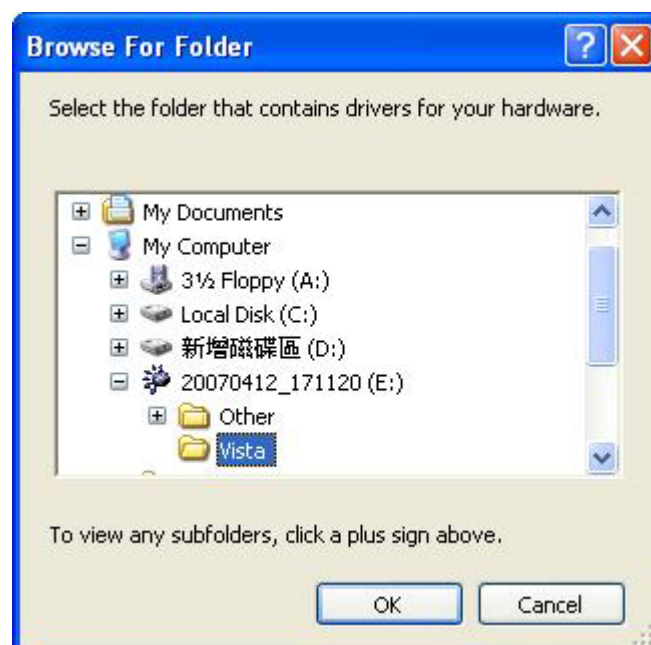 Browse For Folder
Select the folder that contains drivers for your hardware.
My Documents
My Computer
3½ Floppy (A:)
Local Disk (C:)
新增磁碟區 (D:)
20070412_171120 (E:)
Other
Vista
To view any subfolders, click a plus sign above.
OK Cancel